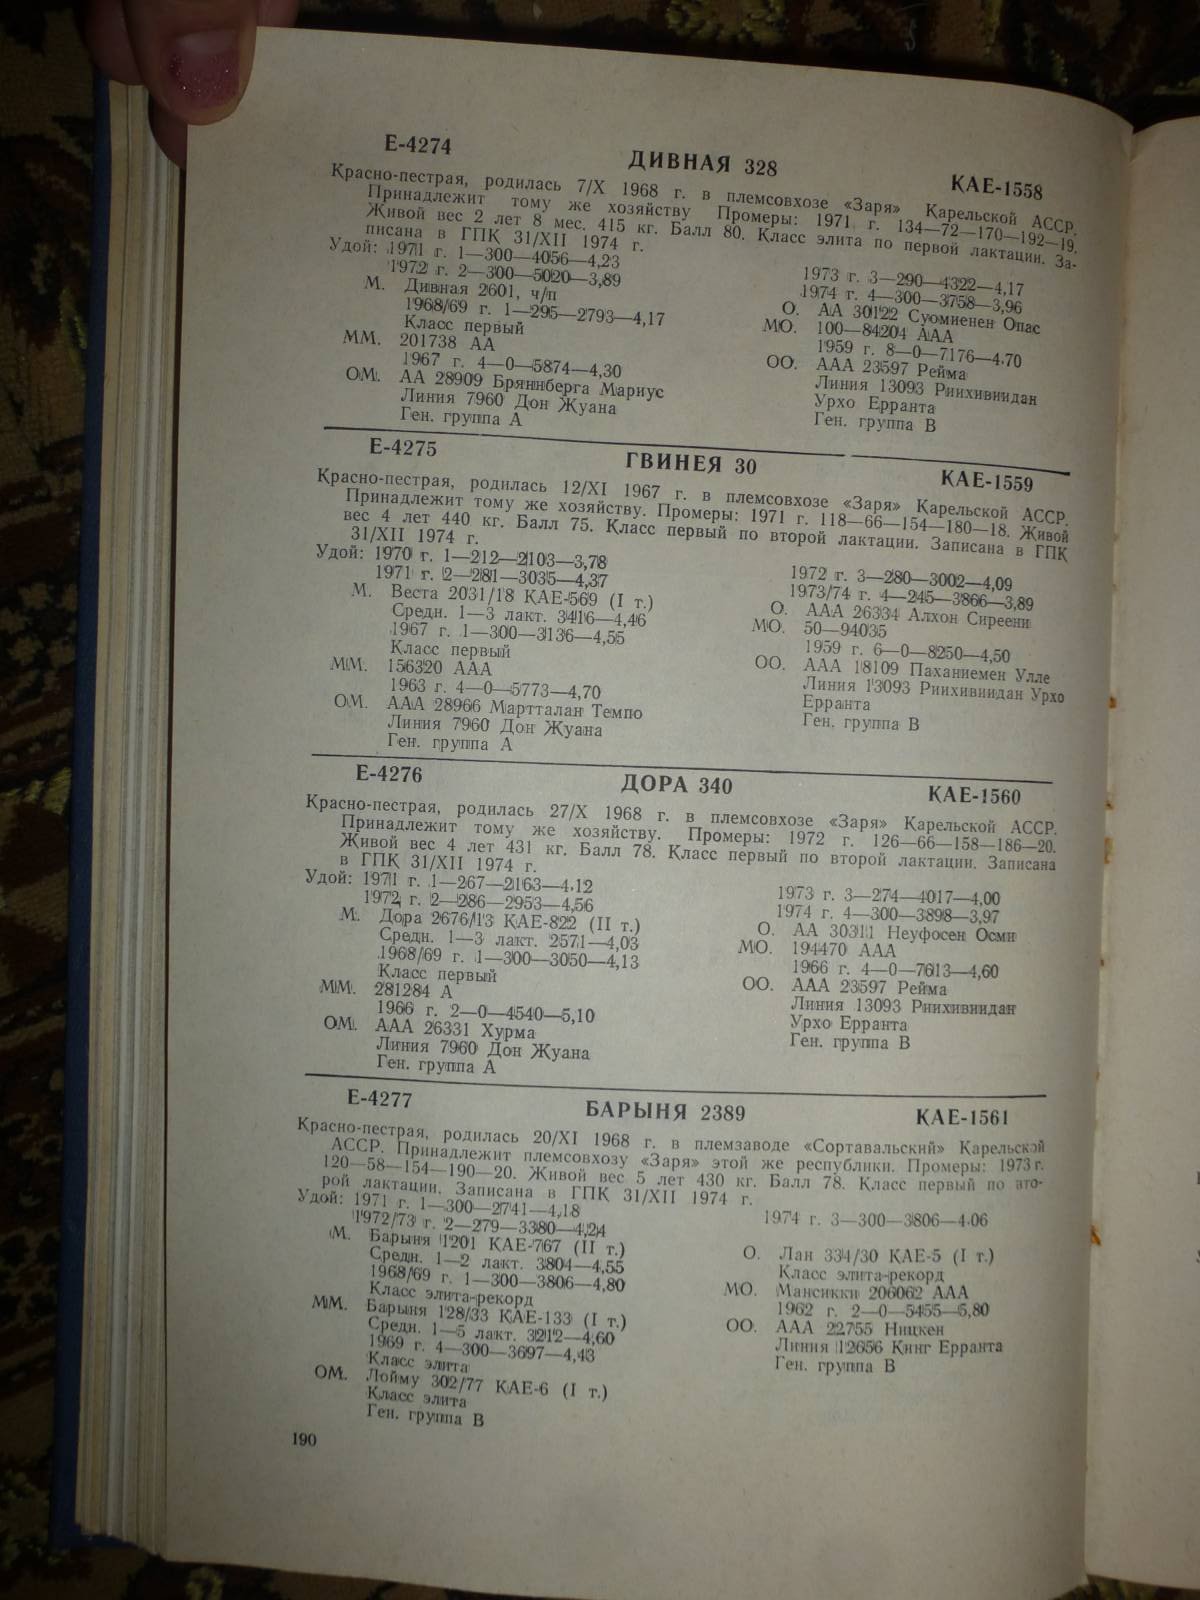 Е-4274 ДИВНАЯ 328 КАЕ-1558
Красно-пестрая, родилась 7/X 1968 г. в племсовхозе «Заря» Карельской АССР.
Принадлежит тому же хозяйству Промеры: 1971 г. 134—72—170—192—19.
Живой вес 2 лет 8 мес. 415 кг. Балл 80. Класс элита по первой лактации. За-
писана в ГПК 31/XII 1974 г.
Удой: 1971 г. 1—300—4056—4,23
1972 г. 2—300—5020—3,89
М. Дивная 2601, ч/п
1968/69 г. 1—295—2793—4,17
Класс первый
ММ. 201738 АА
1967 г. 4—0—5874—4,30
ОМ. АА 28909 Бряннберга Мариус
Линия 7960 Дон Жуана
Ген. группа А
1973 г. 3—290—4322—4,17
1974 г. 4—300—3758—3,96
О. АА 30122 Суомиенен Опас
МО. 100—84204 ААА
1959 г. 8—0—7176—4.70
ОО. ААА 23597 Рейма
Линия 13093 Риихивиидан
Урхо Ерранта
Ген. группа В
Е-4275 ГВИНЕЯ 30 КАЕ-1559
Красно-пестрая, родилась 12/XI 1967 г. в племсовхозе «Заря» Карельской АССР.
Принадлежит тому же хозяйству. Промеры: 1971 г. 118—66—154—180—18. Живой
вес 4 лет 440 кг. Балл 75. Класс первый по второй лактации. Записана в ГПК
31/XII 1974 г.
Удой: 1970 г. 1—212—2103—3,78
1971 г. 2—281—3035—4,37
М. Веста 2031/18 КАЕ-569 (I т.)
Средн. 1—3 лакт. 3416—4,46
1967 г. 1—300—3136—4,55
Класс первый
ММ. 156320 ААА
1963 г. 4—0—5773—4,70
ОМ. ААА 28966 Мартталан Темпо
Линия 7960 Дон Жуана
Ген. группа А
1972 г. 3—280—3002—4,09
1973/74 г. 4—245—3866—3,89
О. ААА 26334 Алхон Сиреени
МО. 50—94035
1959 г. 6—0—8250—4,50
ОО. ААА 18109 Паханиемен Улле
Линия 13093 Риихивиидан Урхо
Ерранта
Ген. группа В
Е-4276 ДОРА 340 КАЕ-1560
Красно-пестрая, родилась 27/X 1968 г. в племсовхозе «Заря» Карельской АССР.
Принадлежит тому же хозяйству. Промеры: 1972 г. 126—66—158—186—20.
Живой вес 4 лет 431 кг. Балл 78. Класс первый по второй лактации. Записана
в ГПК 31/XII 1974 г.
Удой: 1971 г. 1—267—2163—4.12
1972 г. 2—286—2953—4,56
М. Дора 2676/13 КАЕ-822 (II т.)
Средн. 1—3 лакт. 2571—4,03
1968/69 г. 1—300—3050—4,13
Класс первый
ММ. 281284 А
1966 г. 2—0—4540—5,10
ОМ. ААА 26331 Хурма
Линия 7960 Дон Жуана
Ген. группа А
1973 г. 3—274—4017—4,00
1974 г. 4—300—3898—3,97
О. АА 30311 Неуфосен Осми
МО. 194470 ААА
1966 г. 4—0—7613—4,60
ОО. ААА 23597 Рейма
Линия 13093 Риихивиидан
Урхо Ерранта
Ген. группа В
Е-4277 БАРЫНЯ 2389 КАЕ-1561
Красно-пестрая, родилась 20/XI 1968 г. в племзаводе «Сортавальский» Карельской
АССР. Принадлежит племсовхозу «Заря» этой же республики. Промеры: 1973 г.
120—58—154—190—20. Живой вес 5 лет 430 кг. Балл 78. Класс первый по вто-
рой лактации. Записана в ГПК 31/XII 1974 г.
Удой: 1971 г. 1—300—2741—4,18
1972/73 г. 2—279—3380—4,24
М. Барыня 1201 КАЕ-767 (II т.)
Средн. 1—2 лакт. 3804—4,55
1968/69 г. 1—300—3806—4,80
Класс элита-рекорд
ММ. Барыня 128/33 КАЕ-133 (I т.)
Средн. 1—5 лакт. 3212—4,60
1969 г. 4—300—3697—4,43
Класс элита
ОМ. Лойму 302/77 КАЕ-6 (I т.)
Класс элита
Ген. группа В
1974 г. 3—300—3806—4.06
О. Лан 334/30 КАЕ-5 (I т.)
Класс элита-рекорд
МО. Мансикки 206062 ААА
1962 г. 2—0—5455—5,80
ОО. ААА 22755 Ницкен
Линия 12656 Кинг Ерранта
Ген. группа В
190